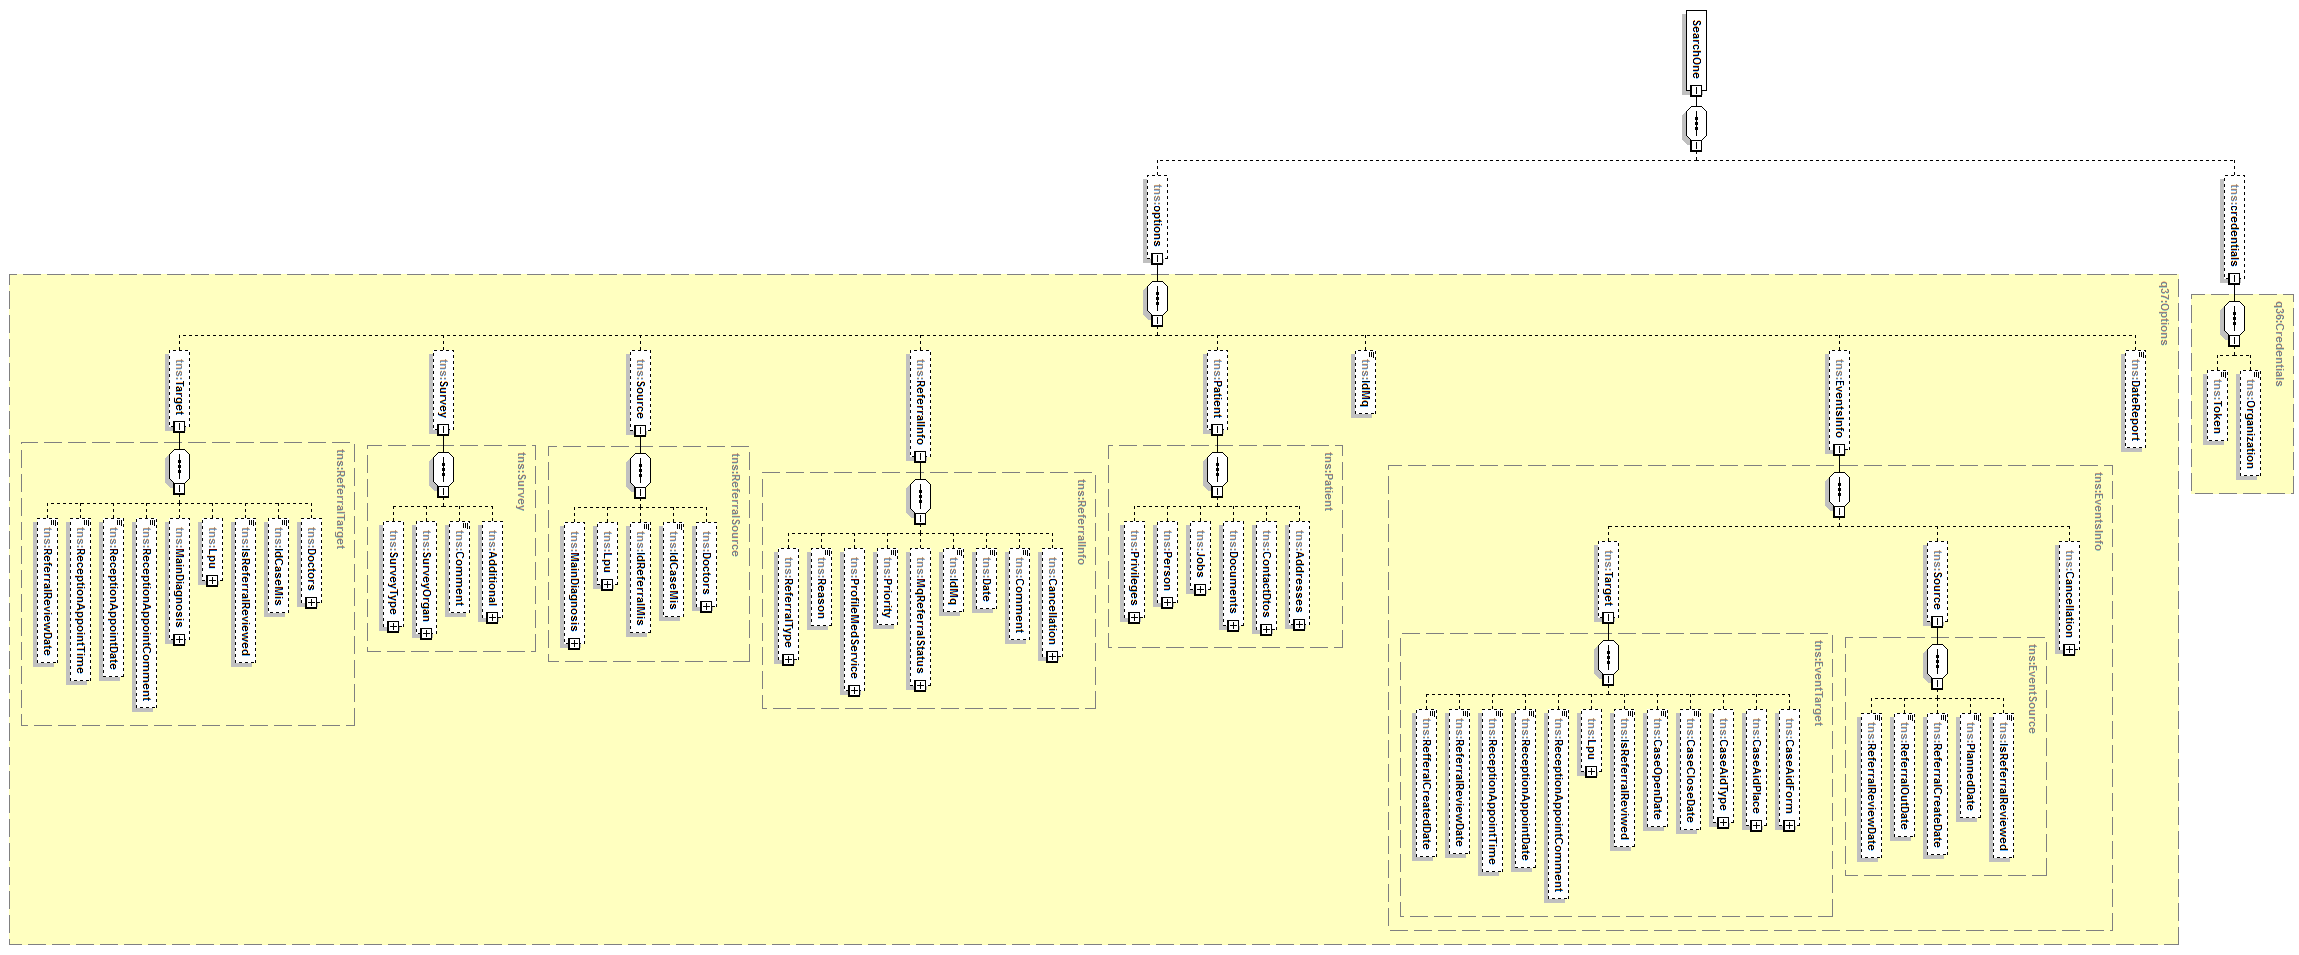 SearchOne
tns:credentials
q36:Credentials
tns:Organization
tns:Token
tns:options
q37:Options
tns:DateReport
tns:EventsInfo
tns:EventsInfo
tns:Cancellation
tns:Source
tns:EventSource
tns:IsReferralReviewed
tns:PlannedDate
tns:ReferralCreateDate
tns:ReferralOutDate
tns:ReferralReviewDate
tns:Target
tns:EventTarget
tns:CaseAidForm
tns:CaseAidPlace
tns:CaseAidType
tns:CaseCloseDate
tns:CaseOpenDate
tns:IsReferralReviwed
tns:Lpu
tns:ReceptionAppointComment
tns:ReceptionAppointDate
tns:ReceptionAppointTime
tns:ReferralReviewDate
tns:RefferalCreatedDate
tns:IdMq
tns:Patient
tns:Patient
tns:Addresses
tns:ContactDtos
tns:Documents
tns:Jobs
tns:Person
tns:Privileges
tns:ReferralInfo
tns:ReferralInfo
tns:Cancellation
tns:Comment
tns:Date
tns:IdMq
tns:MqReferralStatus
tns:Priority
tns:ProfileMedService
tns:Reason
tns:ReferralType
tns:Source
tns:ReferralSource
tns:Doctors
tns:IdCaseMis
tns:IdReferralMis
tns:Lpu
tns:MainDiagnosis
tns:Survey
tns:Survey
tns:Additional
tns:Comment
tns:SurveyOrgan
tns:SurveyType
tns:Target
tns:ReferralTarget
tns:Doctors
tns:IdCaseMis
tns:IsReferralReviewed
tns:Lpu
tns:MainDiagnosis
tns:ReceptionAppointComment
tns:ReceptionAppointDate
tns:ReceptionAppointTime
tns:ReferralReviewDate